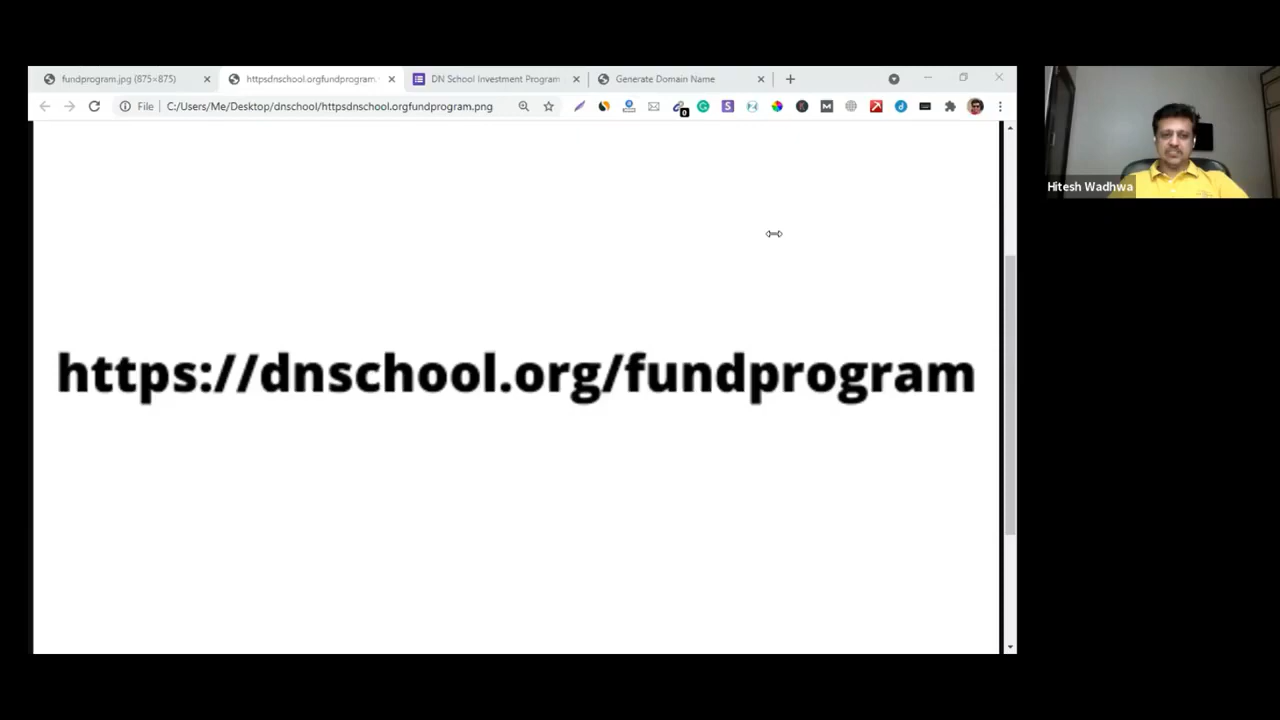 fundprogram.jpg (875×875)
httpsdnschool.orgfundprogram.
DN School Investment Program
Generate Domain Name
File
C:/Users/Me/Desktop/dnschool/httpsdnschool.orgfundprogram.png
0
S
M
d
Hitesh Wadhwa
https://dnschool.org/fundprogram